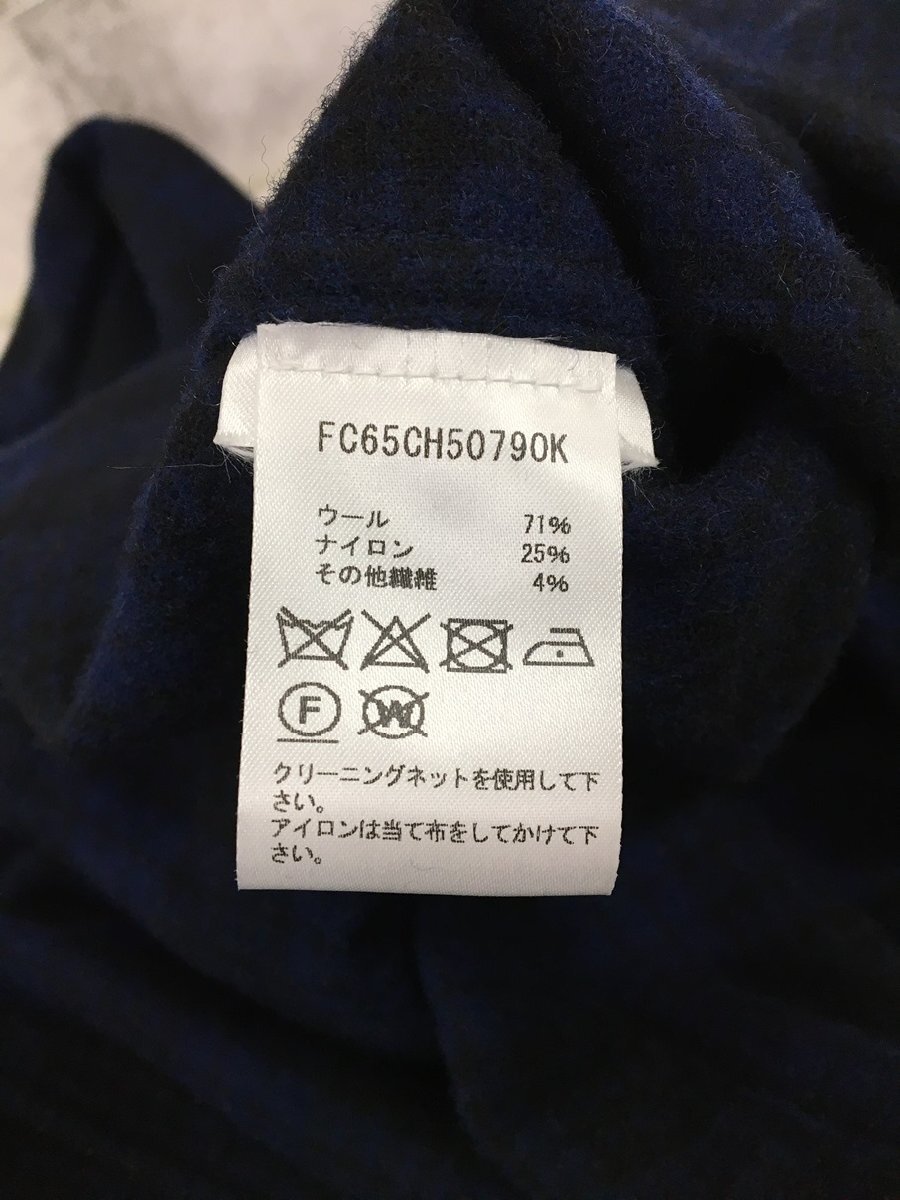 FC65CH50790K
ウール 71%
ナイロン 25%
その他繊維 4%
F W
クリーニングネットを使用して下
さい。
アイロンは当て布をしてかけて下
さい。